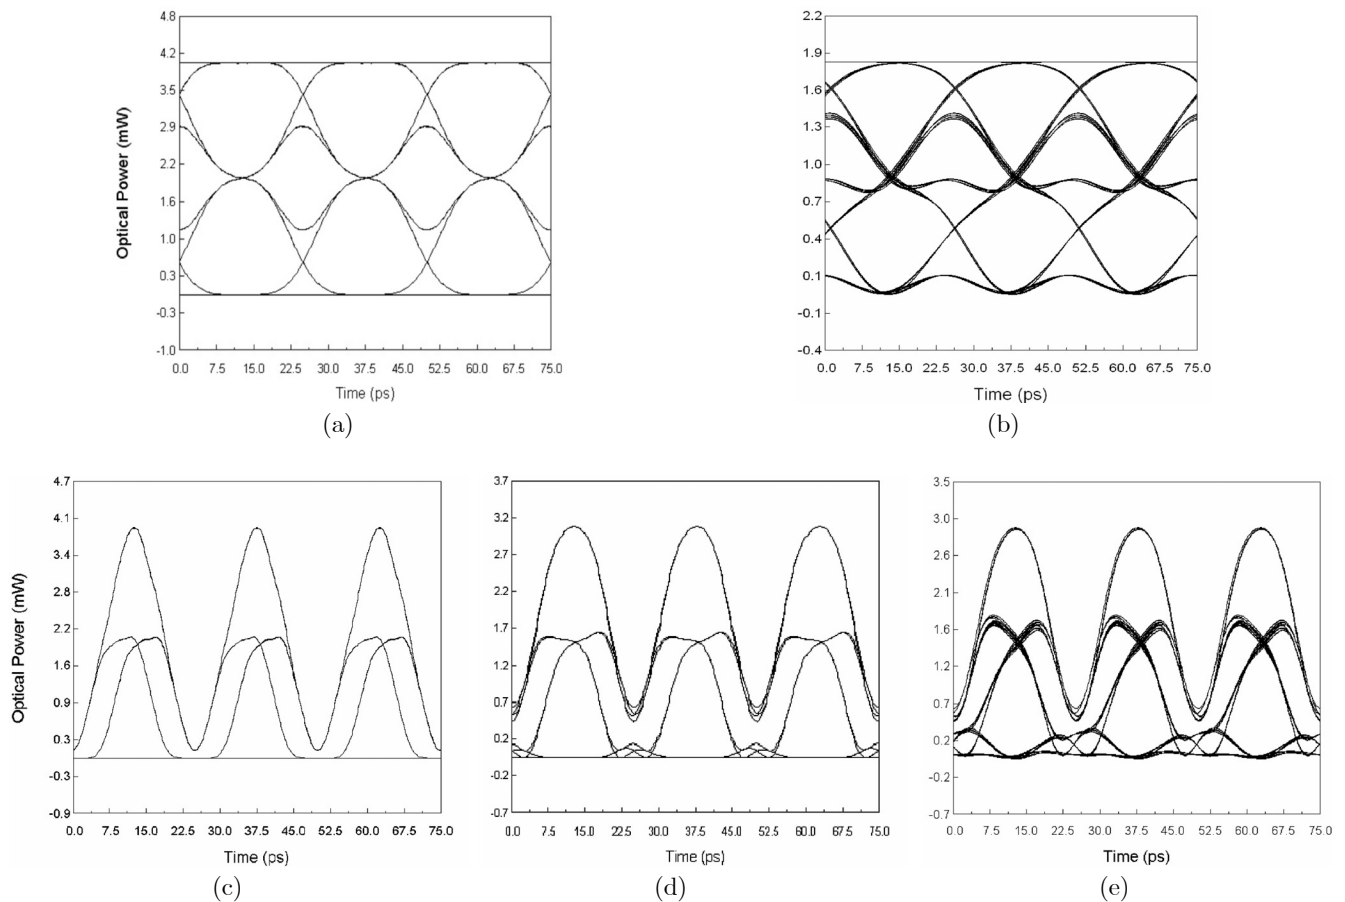 4.8
4.2
3.5
2.9
2.2
1.6
1.0
0.3
-0.3
-1.0
Optical Power (mW)
0.0 7.5 15.0 22.5 30.0 37.5 45.0 52.5 60.0 67.5 75.0
Time (ps)
(a)
2.2
1.9
1.6
1.3
1.0
0.7
0.4
0.1
-0.1
-0.4
0.0 7.5 15.0 22.5 30.0 37.5 45.0 52.5 60.0 67.5 75.0
Time (ps)
(b)
4.7
4.1
3.4
2.8
2.2
1.6
0.9
0.3
-0.3
-0.9
Optical Power (mW)
0.0 7.5 15.0 22.5 30.0 37.5 45.0 52.5 60.0 67.5 75.0
Time (ps)
(c)
3.7
3.2
2.7
2.2
1.7
1.2
0.7
0.2
-0.2
-0.7
0.0 7.5 15.0 22.5 30.0 37.5 45.0 52.5 60.0 67.5 75.0
Time (ps)
(d)
3.5
3.0
2.6
2.1
1.6
1.2
0.7
0.2
-0.2
-0.7
0.0 7.5 15.0 22.5 30.0 37.5 45.0 52.5 60.0 67.5 75.0
Time (ps)
(e)